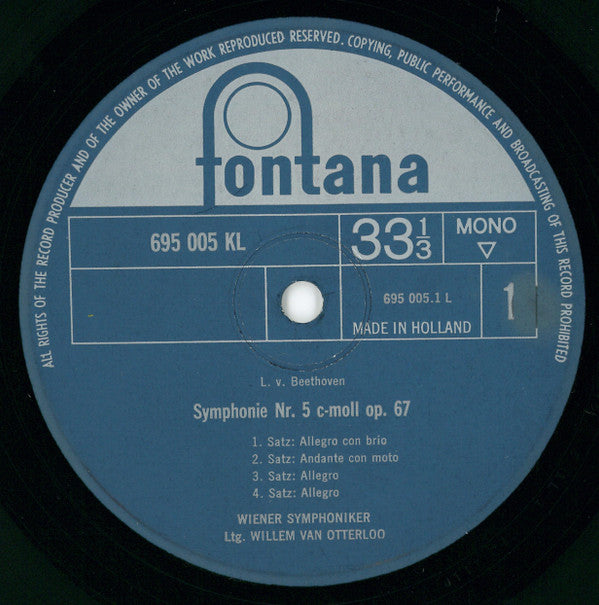 ALL RIGHTS OF THE RECORD PRODUCER AND OF THE OWNER OF THE WORK REPRODUCED RESERVED. COPYING, PUBLIC PERFORMANCE AND BROADCASTING OF THIS RECORD PROHIBITED
fontana
695 005 KL
33 1/3
MONO
▽
695 005.1 L
1
MADE IN HOLLAND
L. v. Beethoven
Symphonie Nr. 5 c-moll op. 67
1. Satz: Allegro con brio
2. Satz: Andante con moto
3. Satz: Allegro
4. Satz: Allegro
WIENER SYMPHONIKER
Ltg. WILLEM VAN OTTERLOO